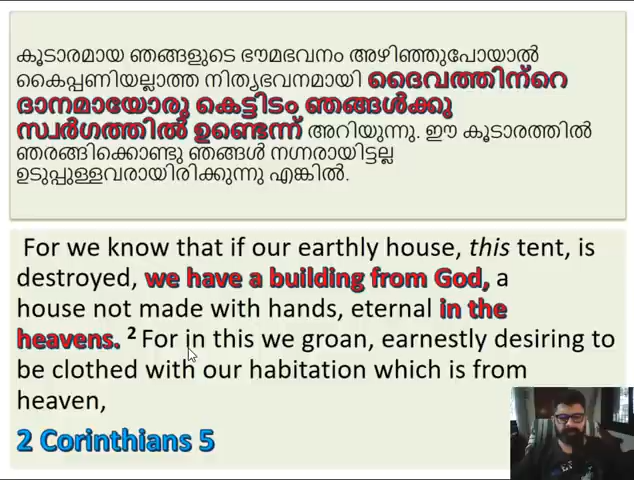 കൂടാരമായ ഞങ്ങളുടെ ഭൗമഭവനം അഴിഞ്ഞുപോയാൽ
കൈപ്പണിയല്ലാത്ത നിത്യഭവനമായി ദൈവത്തിന്റെ
ദാനമായോരു കെട്ടിടം ഞങ്ങൾക്കു
സ്വർഗത്തിൽ ഉണ്ടെന്ന് അറിയുന്നു. ഈ കൂടാരത്തിൽ
ഞരങ്ങിക്കൊണ്ടു ഞങ്ങൾ നഗ്നരായിട്ടല്ല
ഉടുപ്പുള്ളവരായിരിക്കുന്നു എങ്കിൽ.
For we know that if our earthly house, this tent, is
destroyed, we have a building from God, a
house not made with hands, eternal in the
heavens. ² For in this we groan, earnestly desiring to
be clothed with our habitation which is from
heaven,
2 Corinthians 5